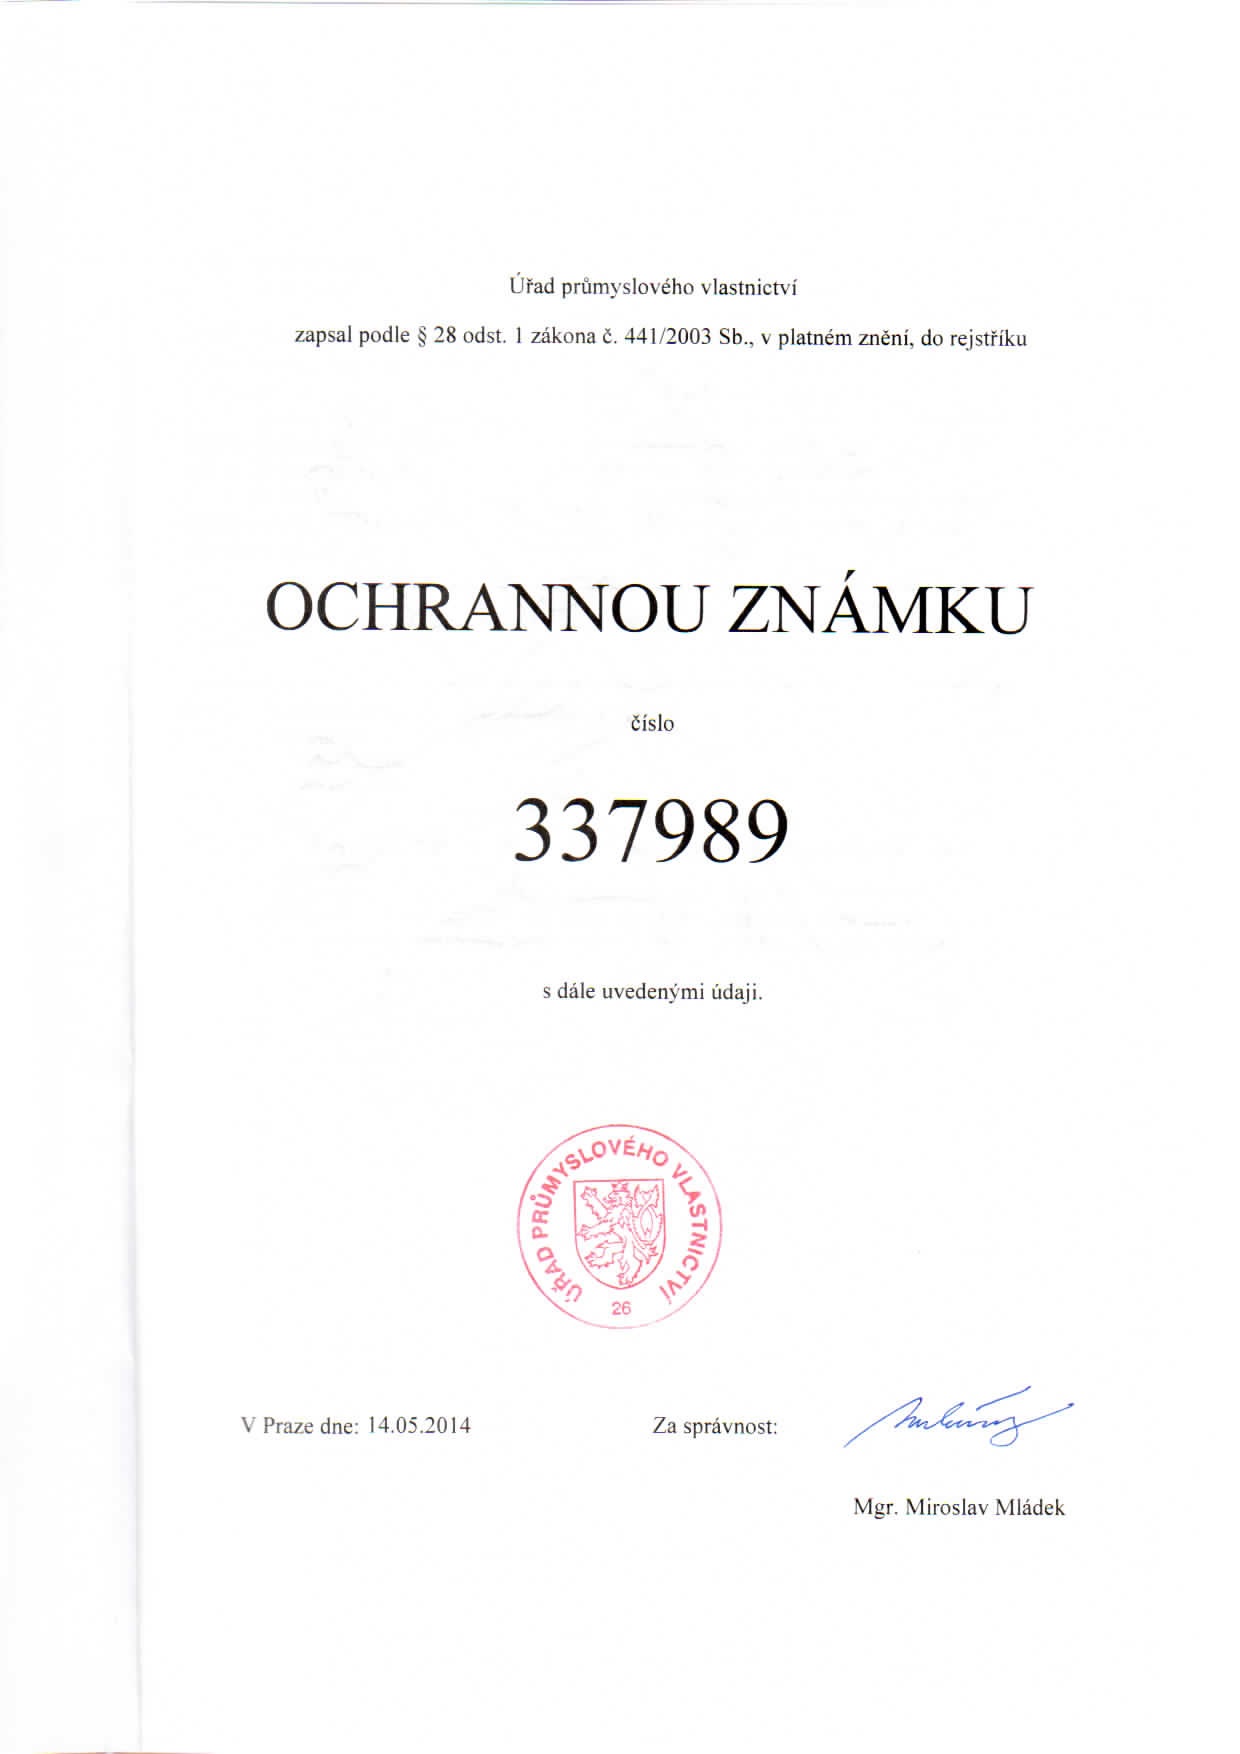 Úřad průmyslového vlastnictví
zapsal podle § 28 odst. 1 zákona č. 441/2003 Sb., v platném znění, do rejstříku
OCHRANNOU ZNÁMKU
číslo
337989
s dále uvedenými údaji.
ÚŘAD PRŮMYSLOVÉHO VLASTNICTVÍ
26
V Praze dne: 14.05.2014 Za správnost:
Mgr. Miroslav Mládek